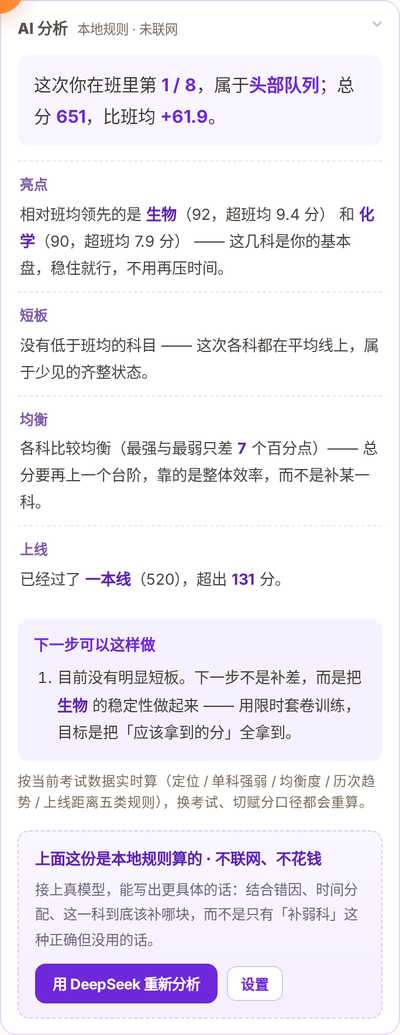 AI 分析 本地规则 · 未联网
这次你在班里第 1 / 8，属于头部队列；总
分 651，比班均 +61.9。
亮点
相对班均领先的是 生物（92，超班均 9.4 分） 和 化
学（90，超班均 7.9 分） —— 这几科是你的基本
盘，稳住就行，不用再压时间。
短板
没有低于班均的科目 —— 这次各科都在平均线上，属
于少见的齐整状态。
均衡
各科比较均衡（最强与最弱只差 7 个百分点）—— 总
分要再上一个台阶，靠的是整体效率，而不是补某一
科。
上线
已经过了 一本线（520），超出 131 分。
下一步可以这样做
1. 目前没有明显短板。下一步不是补差，而是把
生物 的稳定性做起来 —— 用限时套卷训练，
目标是把「应该拿到的分」全拿到。
按当前考试数据实时算（定位 / 单科强弱 / 均衡度 / 历次趋
势 / 上线距离五类规则），换考试、切赋分口径都会重算。
上面这份是本地规则算的 · 不联网、不花钱
接上真模型，能写出更具体的话：结合错因、时间分
配、这一科到底该补哪块，而不是只有「补弱科」这
种正确但没用的话。
用 DeepSeek 重新分析 设置